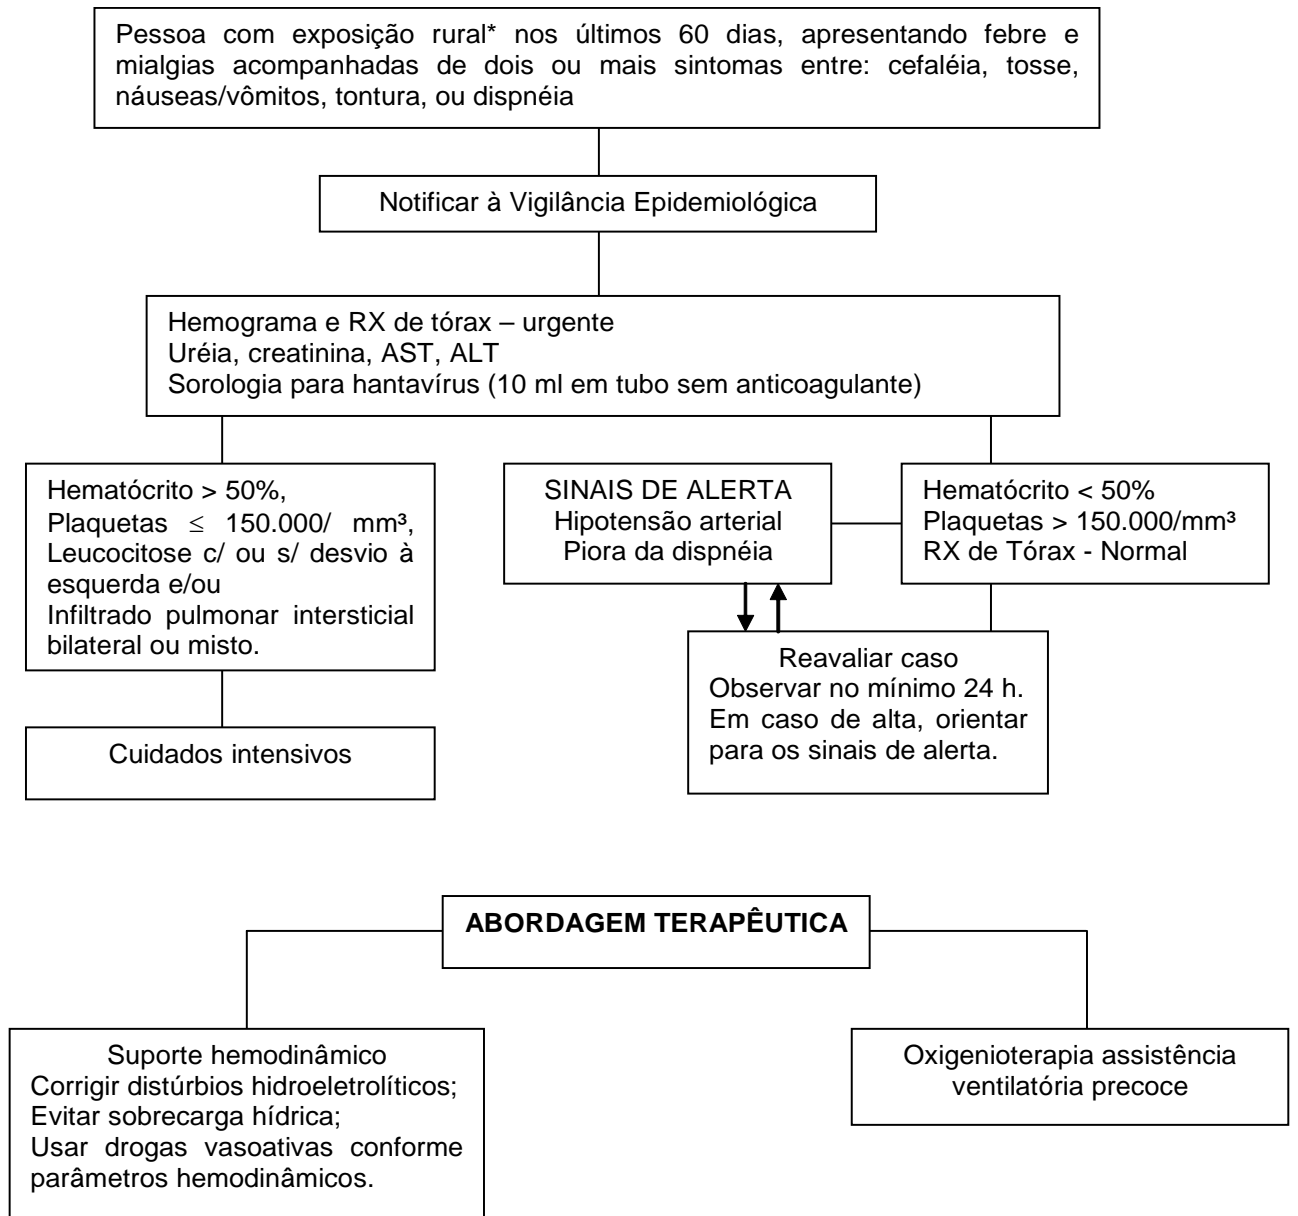 Pessoa com exposição rural* nos últimos 60 dias, apresentando febre e
mialgias acompanhadas de dois ou mais sintomas entre: cefaléia, tosse,
náuseas/vômitos, tontura, ou dispnéia
Notificar à Vigilância Epidemiológica
Hemograma e RX de tórax – urgente
Uréia, creatinina, AST, ALT
Sorologia para hantavírus (10 ml em tubo sem anticoagulante)
Hematócrito > 50%,
Plaquetas ≤ 150.000/ mm³,
Leucocitose c/ ou s/ desvio à
esquerda e/ou
Infiltrado pulmonar intersticial
bilateral ou misto.
SINAIS DE ALERTA
Hipotensão arterial
Piora da dispnéia
Hematócrito < 50%
Plaquetas > 150.000/mm³
RX de Tórax - Normal
Reavaliar caso
Observar no mínimo 24 h.
Em caso de alta, orientar
para os sinais de alerta.
Cuidados intensivos
ABORDAGEM TERAPÊUTICA
Suporte hemodinâmico
Corrigir distúrbios hidroeletrolíticos;
Evitar sobrecarga hídrica;
Usar drogas vasoativas conforme
parâmetros hemodinâmicos.
Oxigenioterapia assistência
ventilatória precoce